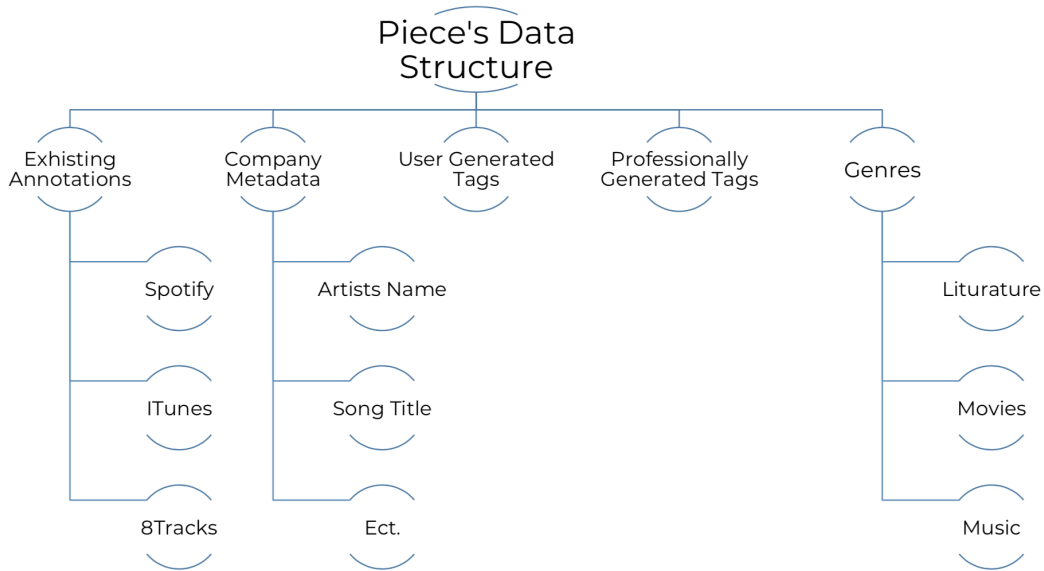 Piece's Data
Structure
Exhisting
Annotations
Company
Metadata
User Generated
Tags
Professionally
Generated Tags
Genres
Spotify
ITunes
8Tracks
Artists Name
Song Title
Ect.
Liturature
Movies
Music